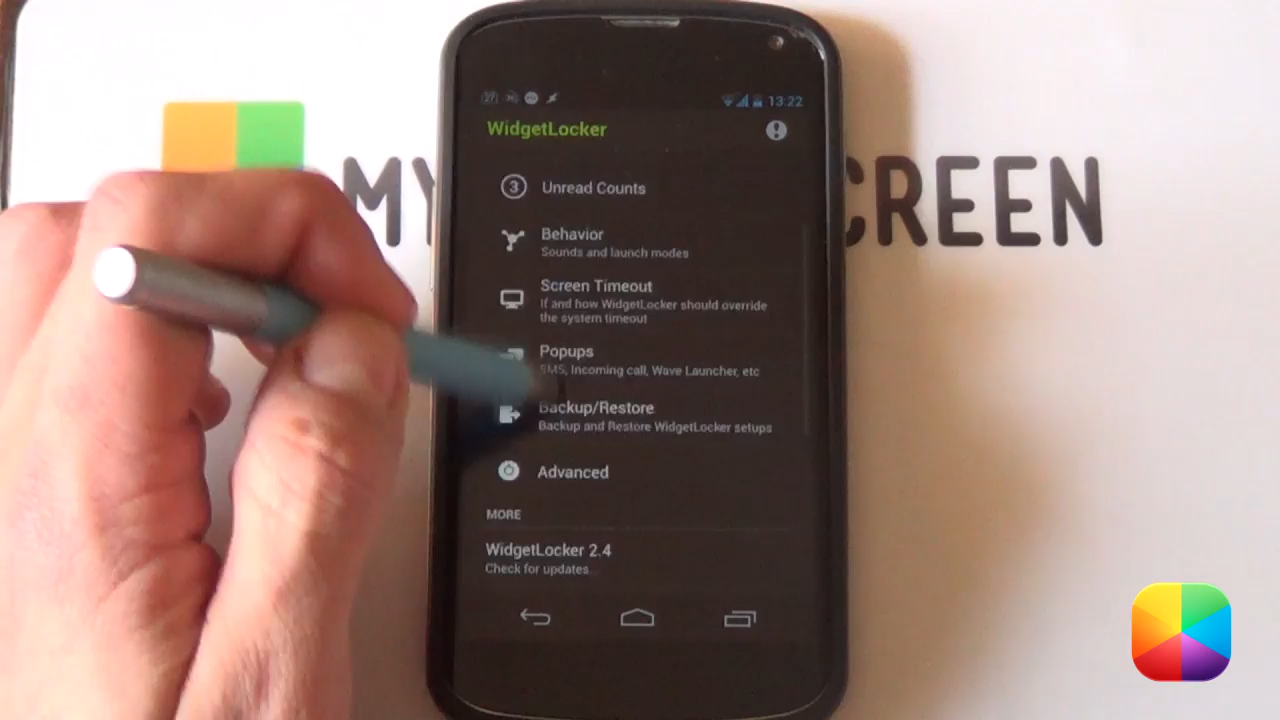 MY CREEN
27 13:22
WidgetLocker
3 Unread Counts
Behavior
Sounds and launch modes
Screen Timeout
If and how WidgetLocker should override
the system timeout
Popups
SMS, Incoming call, Wave Launcher, etc
Backup/Restore
Backup and Restore WidgetLocker setups
Advanced
MORE
WidgetLocker 2.4
Check for updates.